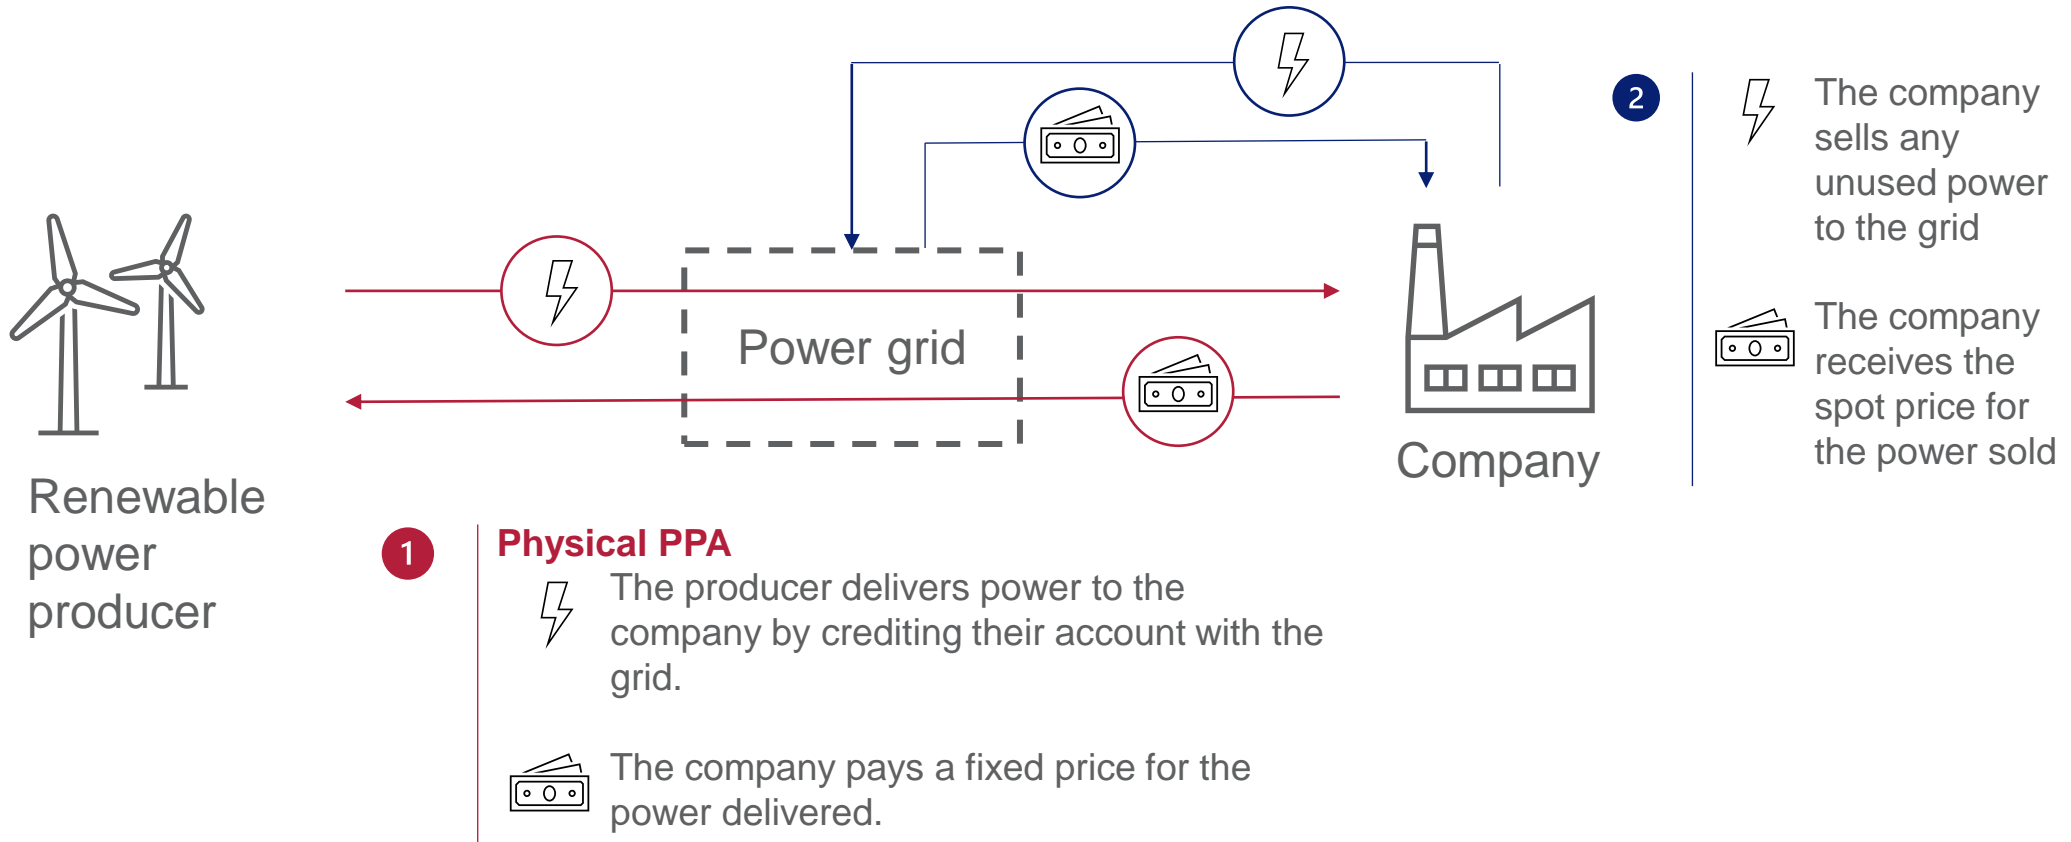 2
The company
sells any
unused power
to the grid
The company
receives the
spot price for
the power sold
Power grid
Company
Renewable
power
producer
1
Physical PPA
The producer delivers power to the
company by crediting their account with the
grid.
The company pays a fixed price for the
power delivered.